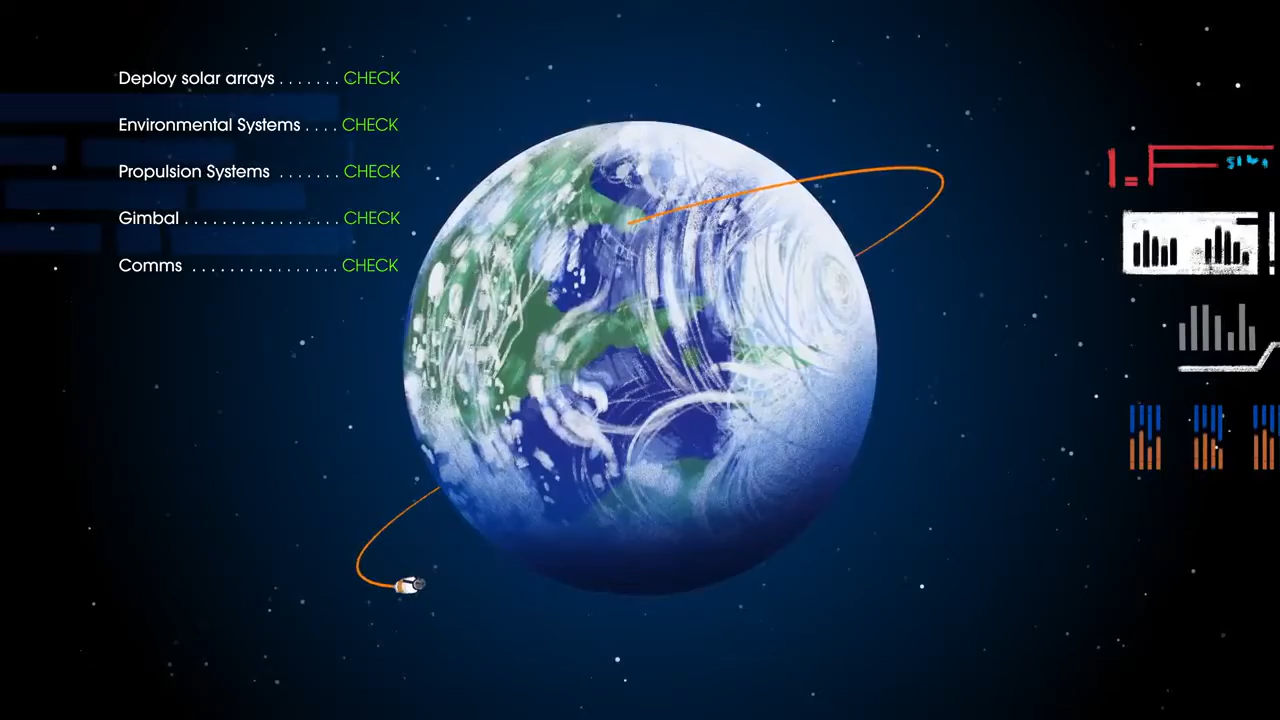 Deploy solar arrays . . . . . . . CHECK
Environmental Systems . . . . CHECK
Propulsion Systems . . . . . . . CHECK
Gimbal . . . . . . . . . . . . . . . . . CHECK
Comms . . . . . . . . . . . . . . . . CHECK